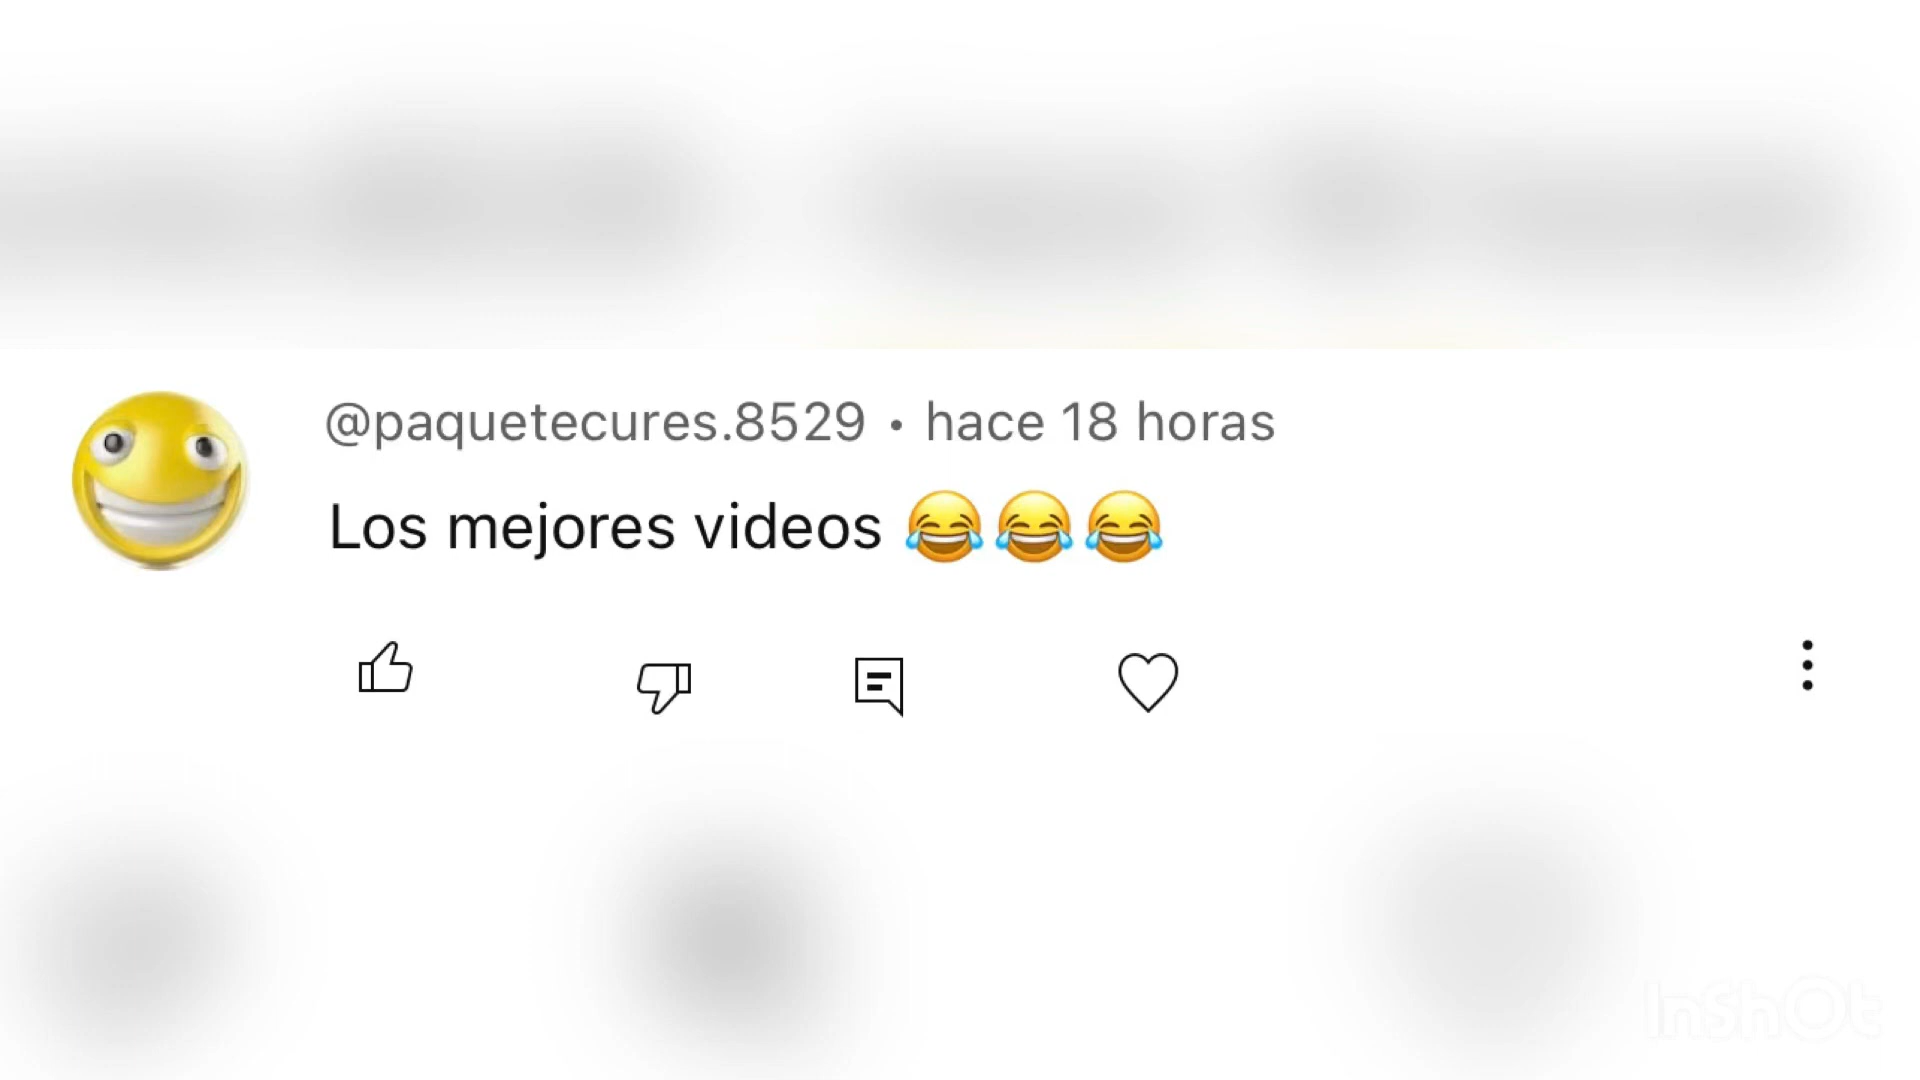 @paquetecures.8529 • hace 18 horas
Los mejores videos 😂😂😂
InShOt